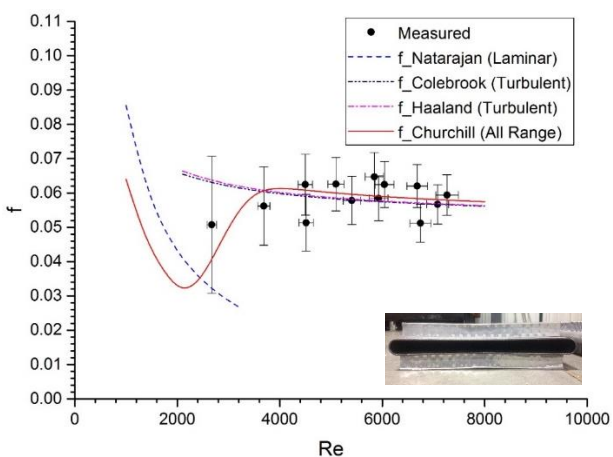 0.11
0.10
0.09
0.08
0.07
0.06
0.05
0.04
0.03
0.02
0.01
0.00
f
0
2000
4000
6000
8000
10000
Re
Measured
f_Natarajan (Laminar)
f_Colebrook (Turbulent)
f_Haaland (Turbulent)
f_Churchill (All Range)